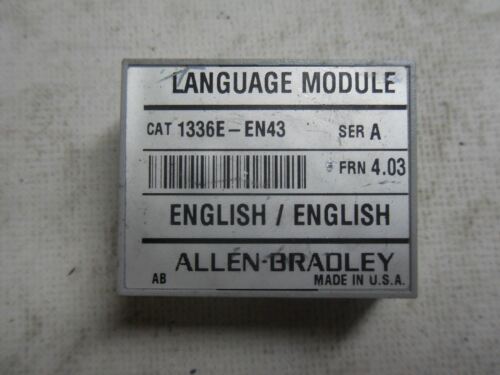 LANGUAGE MODULE
CAT 1336E-EN43 SER A
FRN 4.03
ENGLISH / ENGLISH
ALLEN-BRADLEY
AB MADE IN U.S.A.